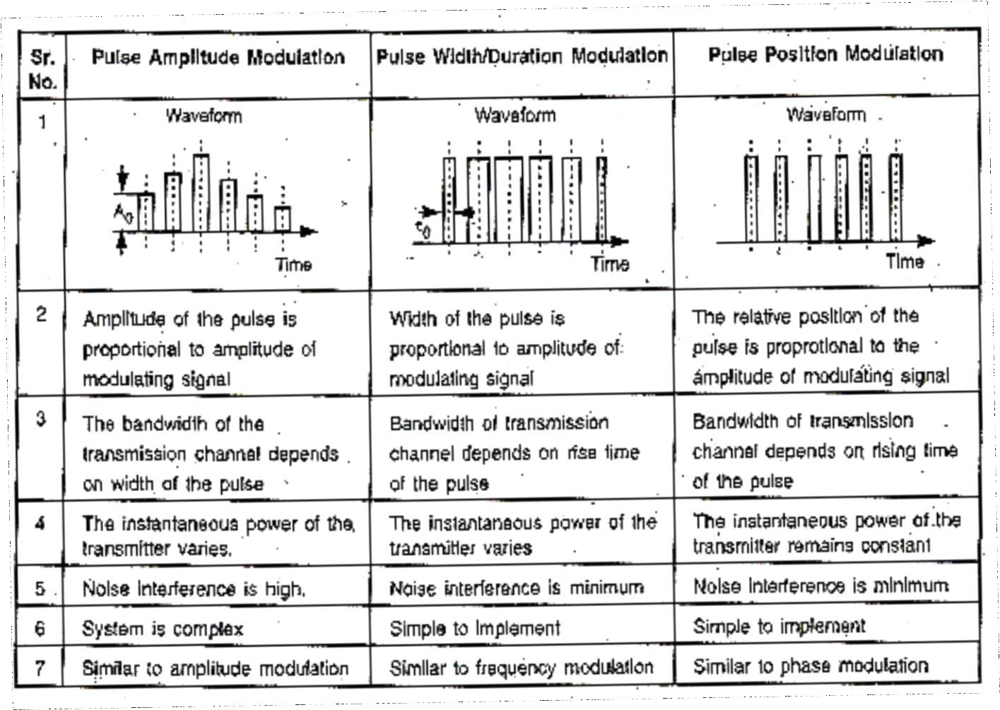 Sr. No.
Pulse Amplitude Modulation
Pulse Width/Duration Modulation
Pulse Position Modulation
1
Waveform
A0
Time
Waveform
τ0
Time
Waveform
Time
2
Amplitude of the pulse is
proportional to amplitude of
modulating signal
Width of the pulse is
proportional to amplitude of
modulating signal
The relative position of the
pulse is proprotional to the
amplitude of modulating signal
3
The bandwidth of the
transmission channel depends
on width of the pulse
Bandwidth of transmission
channel depends on rise time
of the pulse
Bandwidth of transmission
channel depends on rising time
of the pulse
4
The instantaneous power of the
transmitter varies.
The instantaneous power of the
transmitter varies
The instantaneous power of the
transmitter remains constant
5
Noise interference is high.
Noise interference is minimum
Noise interference is minimum
6
System is complex
Simple to implement
Simple to implement
7
Similar to amplitude modulation
Similar to frequency modulation
Similar to phase modulation